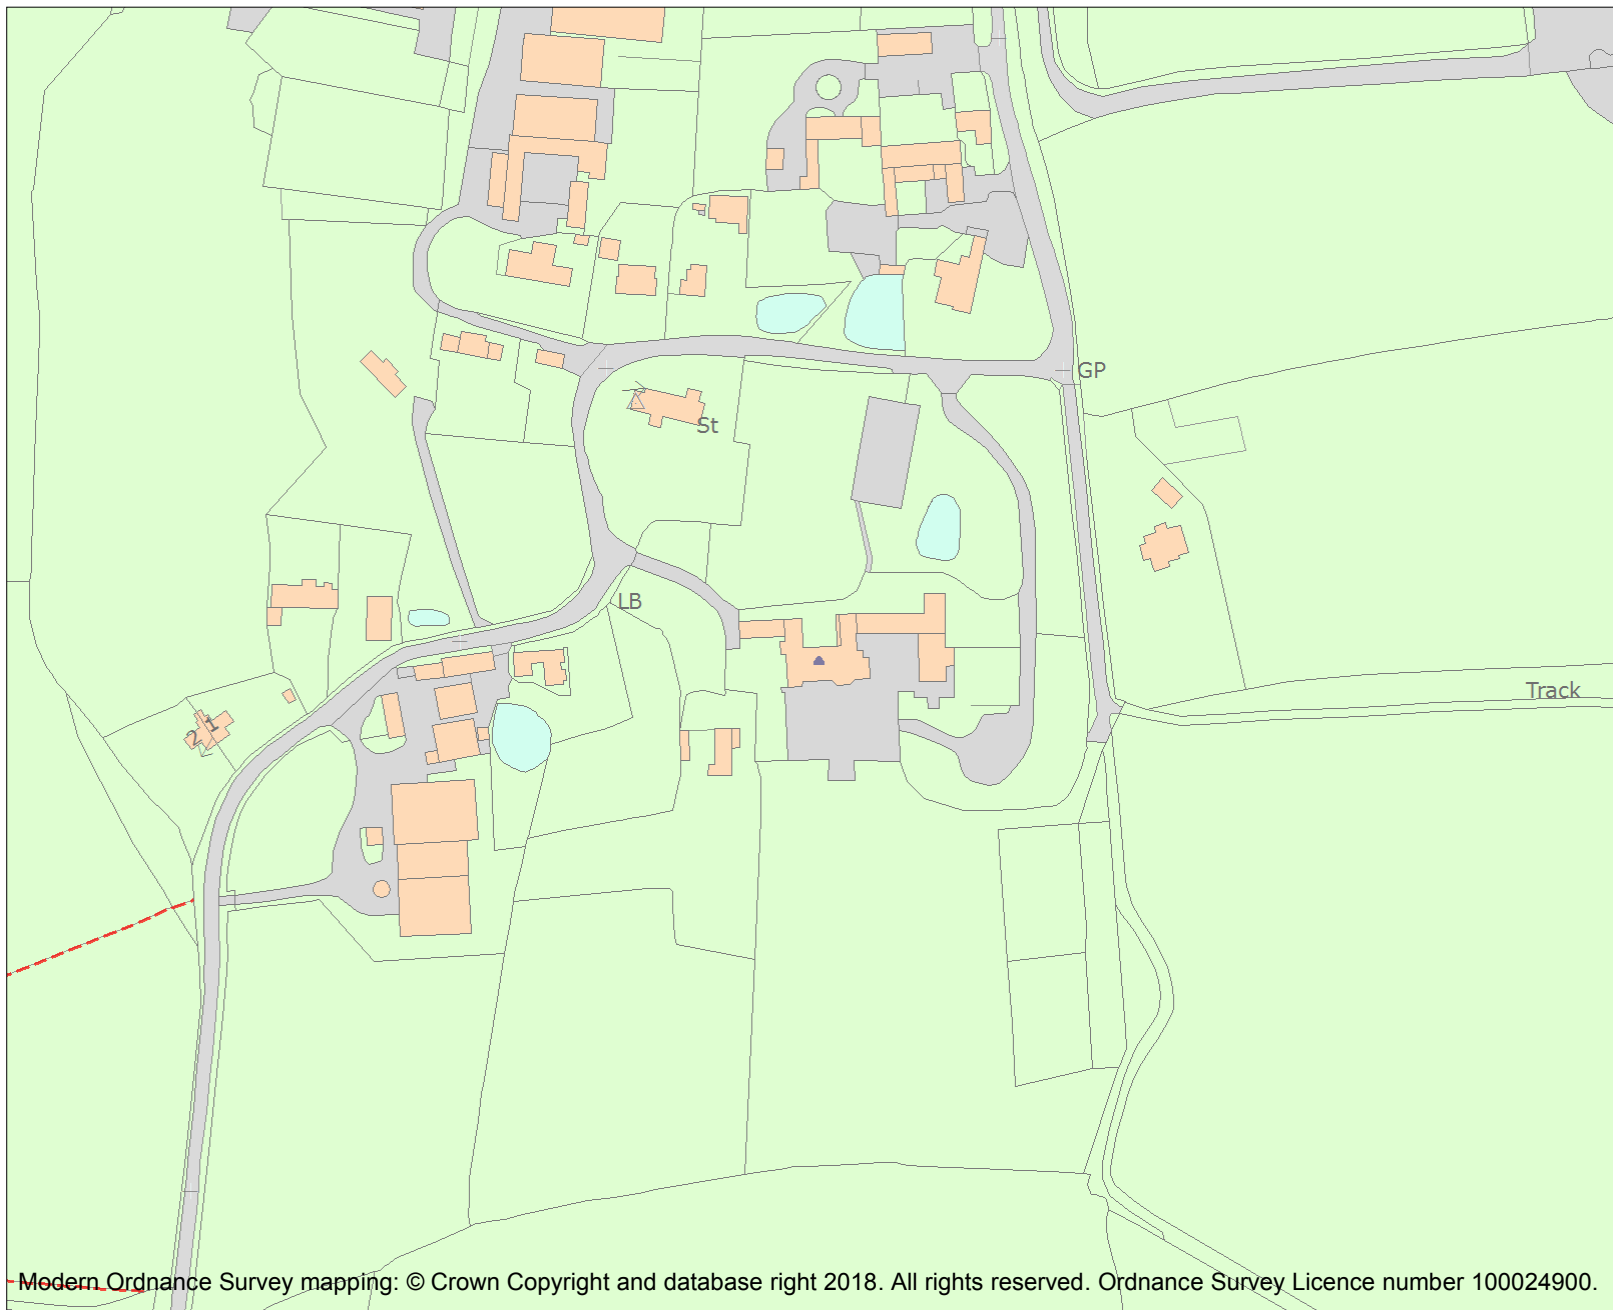 GP
St
LB
Track
2
1
Modern Ordnance Survey mapping: © Crown Copyright and database right 2018. All rights reserved. Ordnance Survey Licence number 100024900.